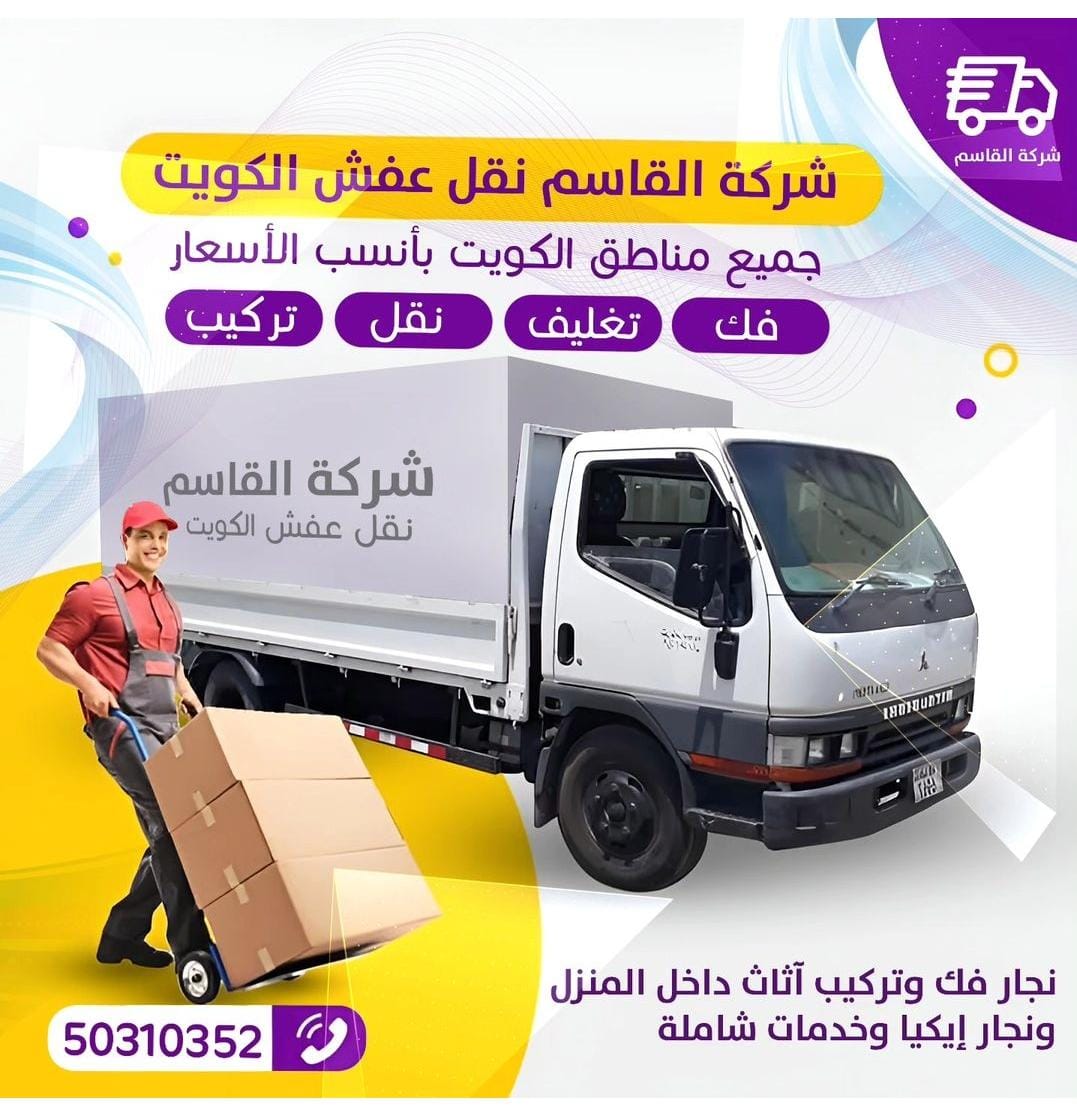 شركة القاسم
شركة القاسم نقل عفش الكويت
جميع مناطق الكويت بأنسب الأسعار
فك تغليف نقل تركيب
شركة القاسم
نقل عفش الكويت
نجار فك وتركيب آثاث داخل المنزل
ونجار إيكيا وخدمات شاملة
50310352